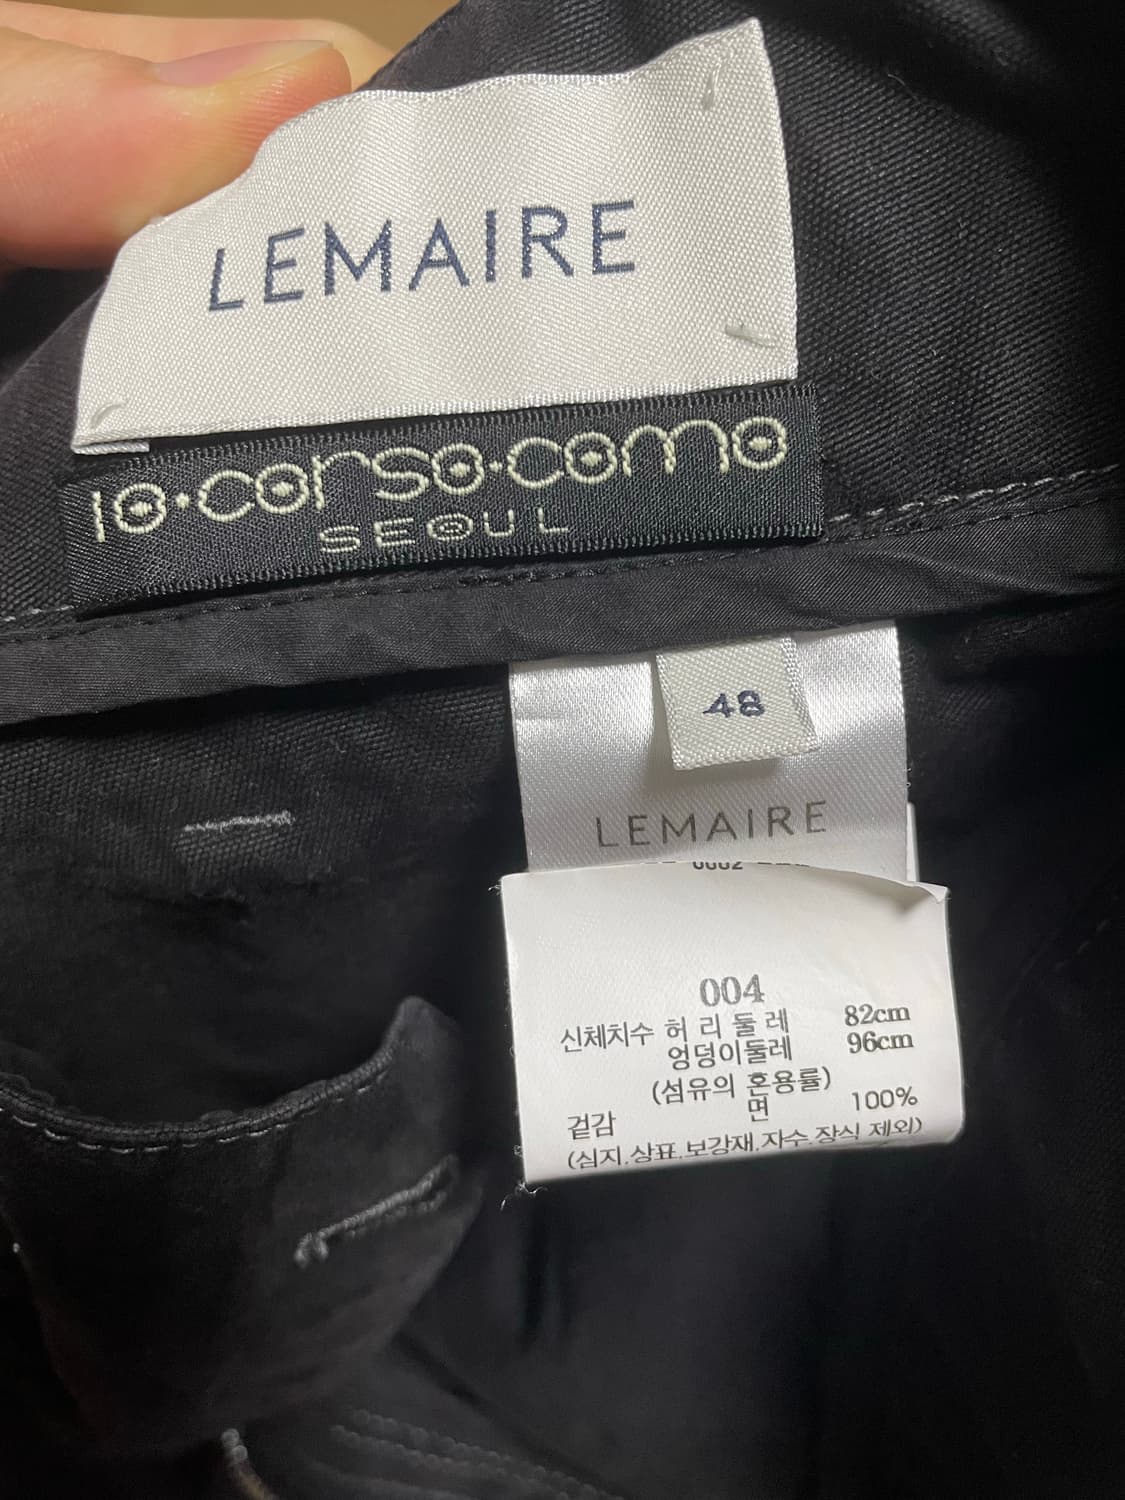 LEMAIRE
10·corso·como
SEOUL
48
LEMAIRE
0002
004
신체치수 허 리 둘 레 82cm
엉덩이둘레 96cm
(섬유의 혼용률)
겉감 면 100%
(심지.상표.보강재.자수.장식 제외)